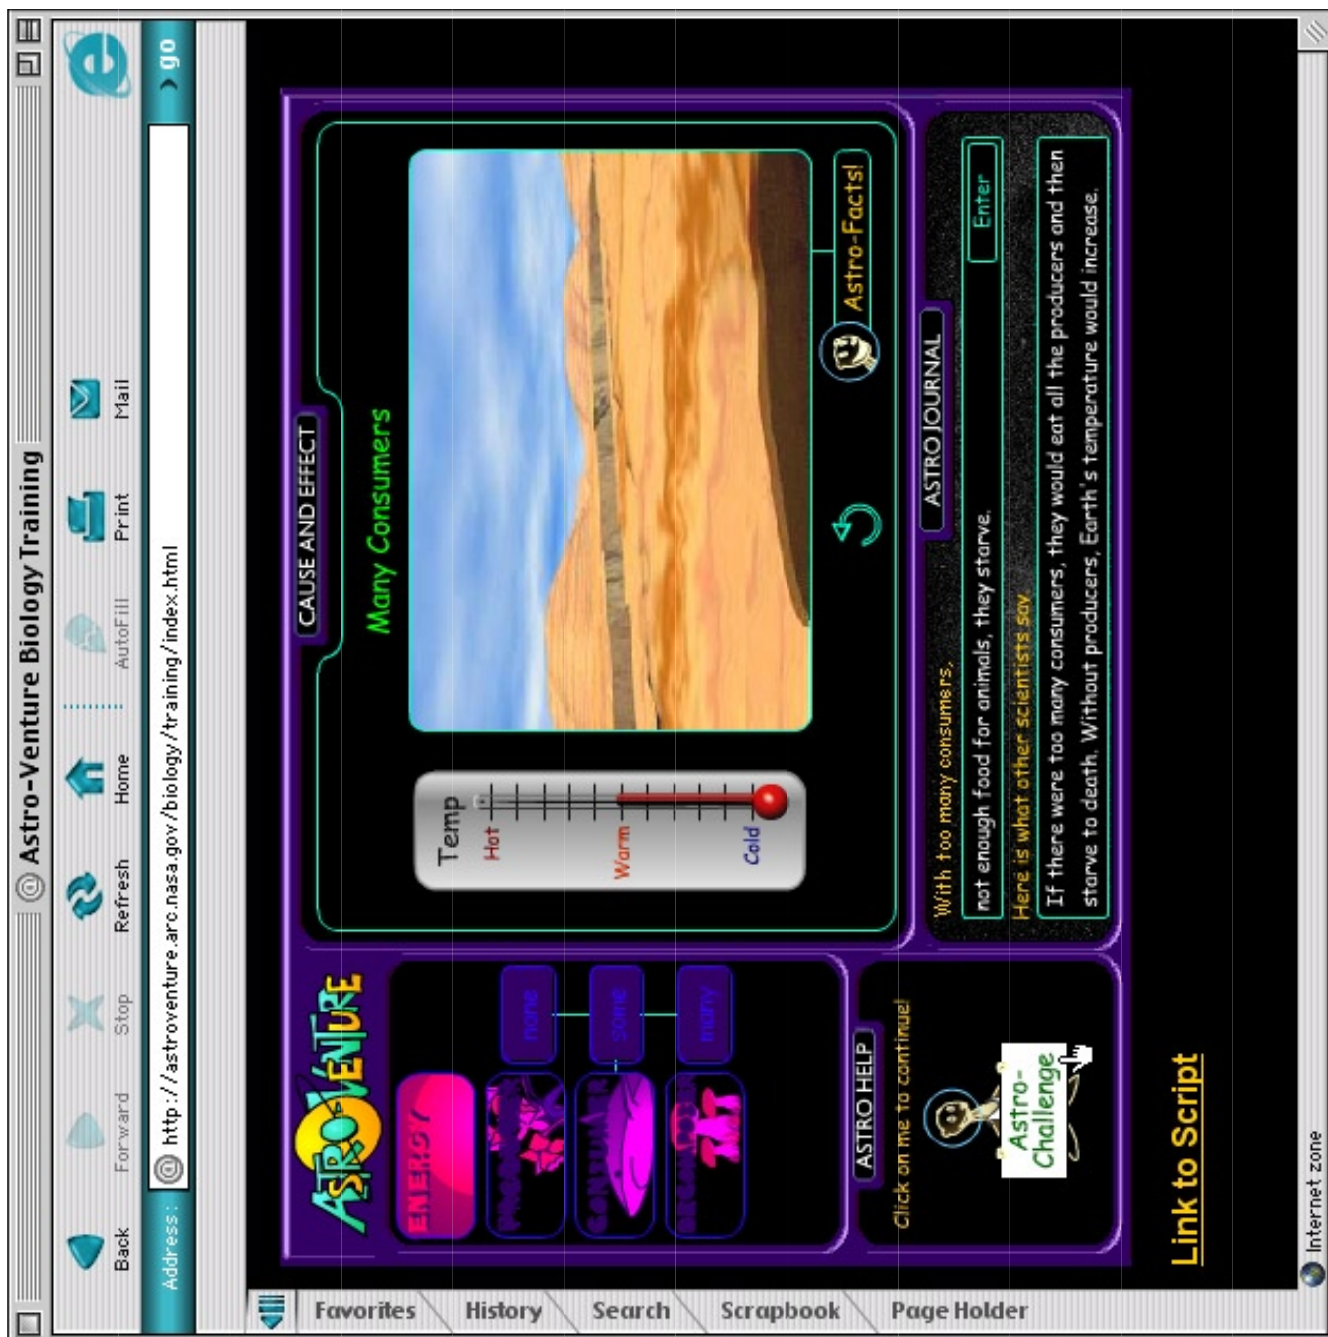 Astro-Venture Biology Training
Back
Forward
Stop
Refresh
Home
AutoFill
Print
Mail
Address:
http://astroventure.arc.nasa.gov/biology/training/index.html
go
Favorites
History
Search
Scrapbook
Page Holder
ASTRO-VENTURE
ENERGY
PRODUCER
CONSUMER
DECOMPOSER
none
some
many
CAUSE AND EFFECT
Many Consumers
Temp
Hot
Warm
Cold
Astro-Facts!
ASTRO HELP
Click on me to continue!
Astro-
Challenge
ASTRO JOURNAL
With too many consumers,
not enough food for animals, they starve.
Enter
Here is what other scientists say
If there were too many consumers, they would eat all the producers and then
starve to death. Without producers, Earth's temperature would increase.
Link to Script
Internet zone